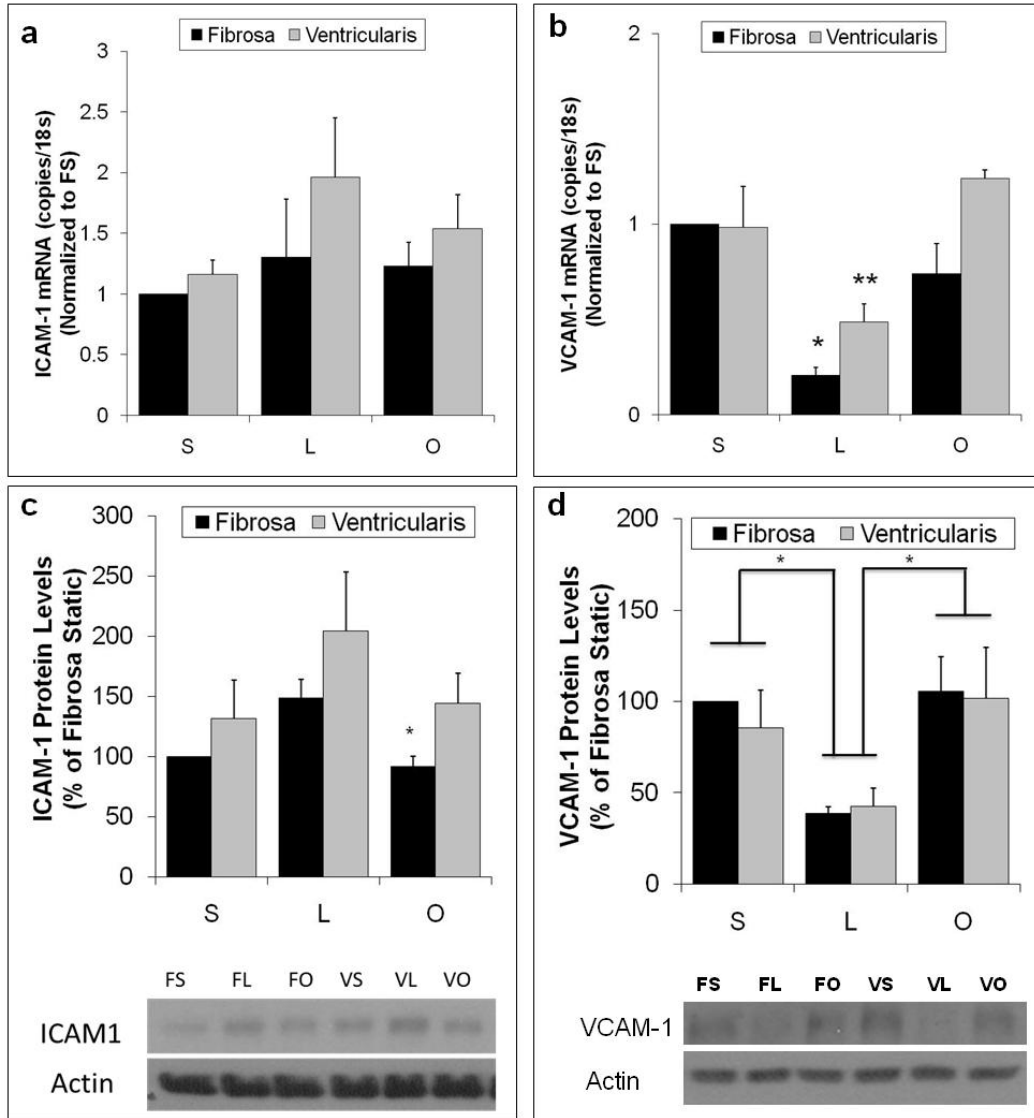 a
Fibrosa Ventricularis
ICAM-1 mRNA (copies/18s)
(Normalized to FS)
3
2.5
2
1.5
1
0.5
0
S L O
b
Fibrosa Ventricularis
VCAM-1 mRNA (copies/18s)
(Normalized to FS)
2
1
0
*
**
S L O
c
Fibrosa Ventricularis
ICAM-1 Protein Levels
(% of Fibrosa Static)
300
250
200
150
100
50
0
*
S L O
FS FL FO VS VL VO
ICAM1
Actin
d
Fibrosa Ventricularis
VCAM-1 Protein Levels
(% of Fibrosa Static)
200
150
100
50
0
* *
S L O
FS FL FO VS VL VO
VCAM-1
Actin